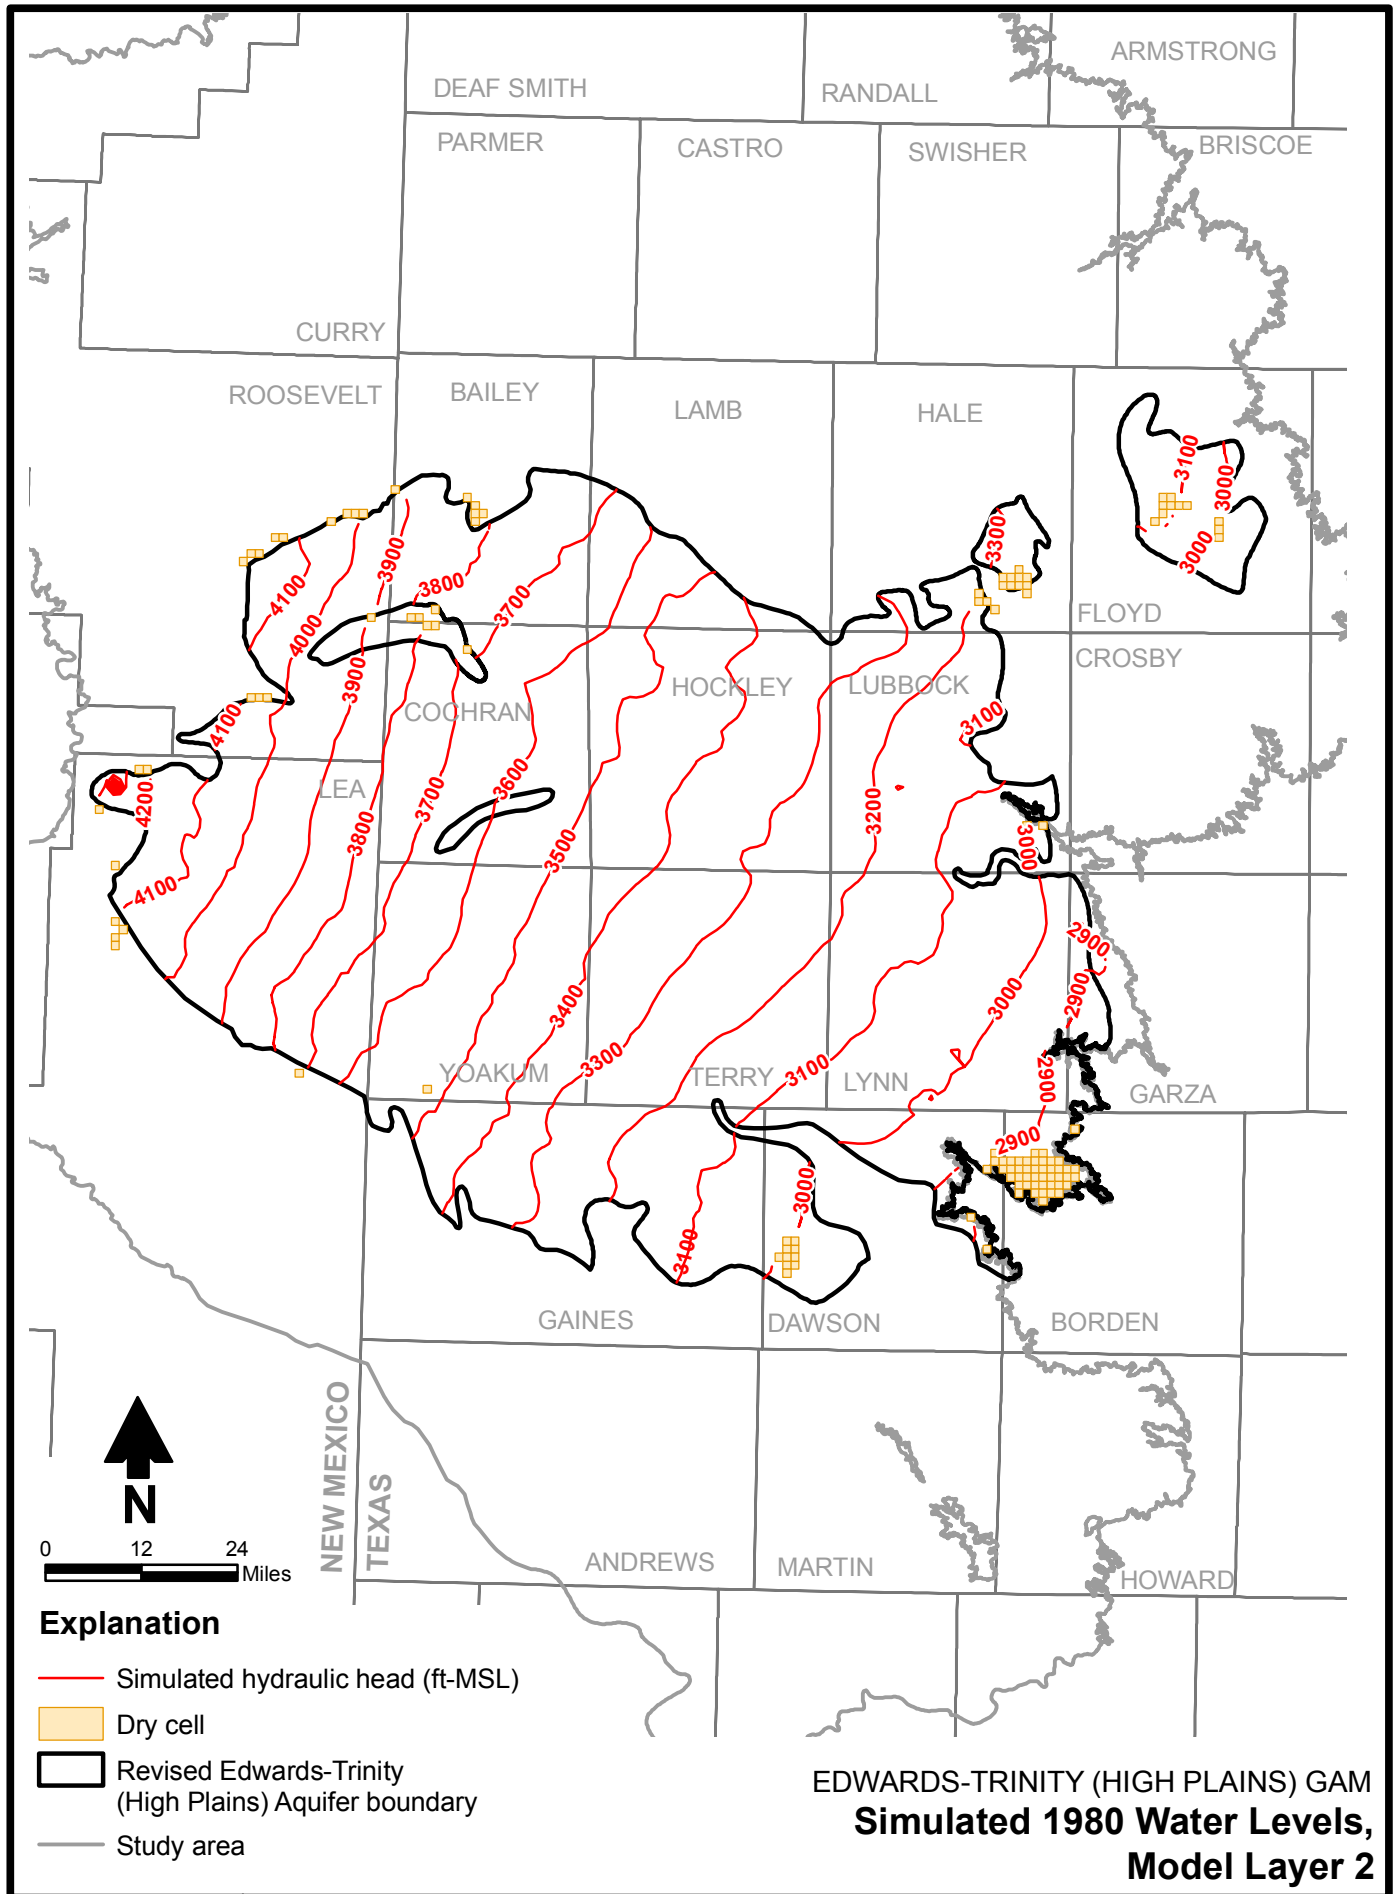 ARMSTRONG
DEAF SMITH
RANDALL
PARMER
CASTRO
SWISHER
BRISCOE
CURRY
ROOSEVELT
BAILEY
LAMB
HALE
3100
3000
3300
3900
3800
3700
4100
4000
3000
FLOYD
CROSBY
3900
HOCKLEY
LUBBOCK
COCHRAN
4100
3100
LEA
4200
3700
3600
3200
3800
3500
3000
4100
2900
3400
3000
2900
3300
3100
2900
YOAKUM
TERRY
LYNN
GARZA
2900
3000
3100
GAINES
DAWSON
BORDEN
NEW MEXICO
TEXAS
N
0 12 24
Miles
ANDREWS
MARTIN
HOWARD
Explanation
Simulated hydraulic head (ft-MSL)
Dry cell
Revised Edwards-Trinity
(High Plains) Aquifer boundary
Study area
EDWARDS-TRINITY (HIGH PLAINS) GAM
Simulated 1980 Water Levels,
Model Layer 2